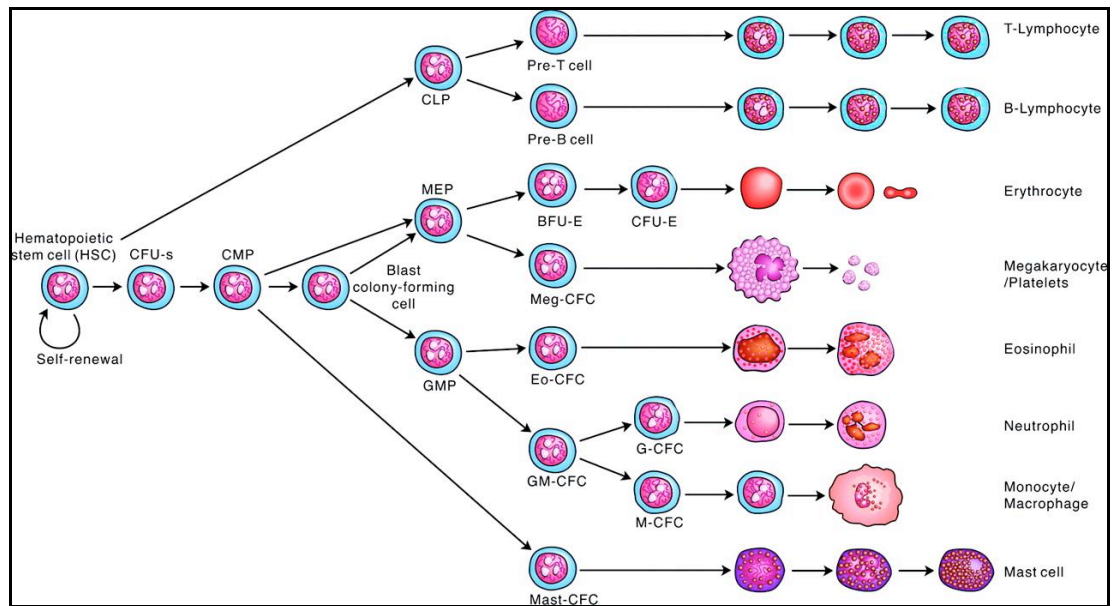 T-Lymphocyte
Pre-T cell
CLP
B-Lymphocyte
Pre-B cell
MEP
Erythrocyte
BFU-E
CFU-E
Hematopoietic
stem cell (HSC)
CFU-s
CMP
Blast
colony-forming
cell
Megakaryocyte
/Platelets
Meg-CFC
Self-renewal
Eosinophil
GMP
Eo-CFC
Neutrophil
G-CFC
GM-CFC
Monocyte/
Macrophage
M-CFC
Mast cell
Mast-CFC